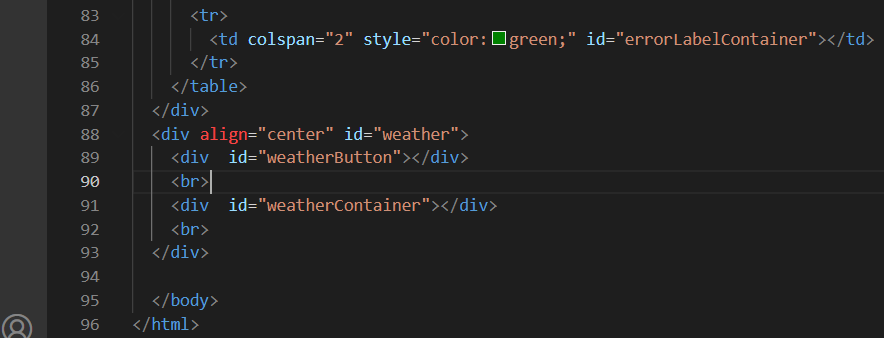 83 <tr>
84 <td colspan="2" style="color:green;" id="errorLabelContainer"></td>
85 </tr>
86 </table>
87 </div>
88 <div align="center" id="weather">
89 <div  id="weatherButton"></div>
90 <br>
91 <div  id="weatherContainer"></div>
92 <br>
93 </div>
94
95 </body>
96 </html>